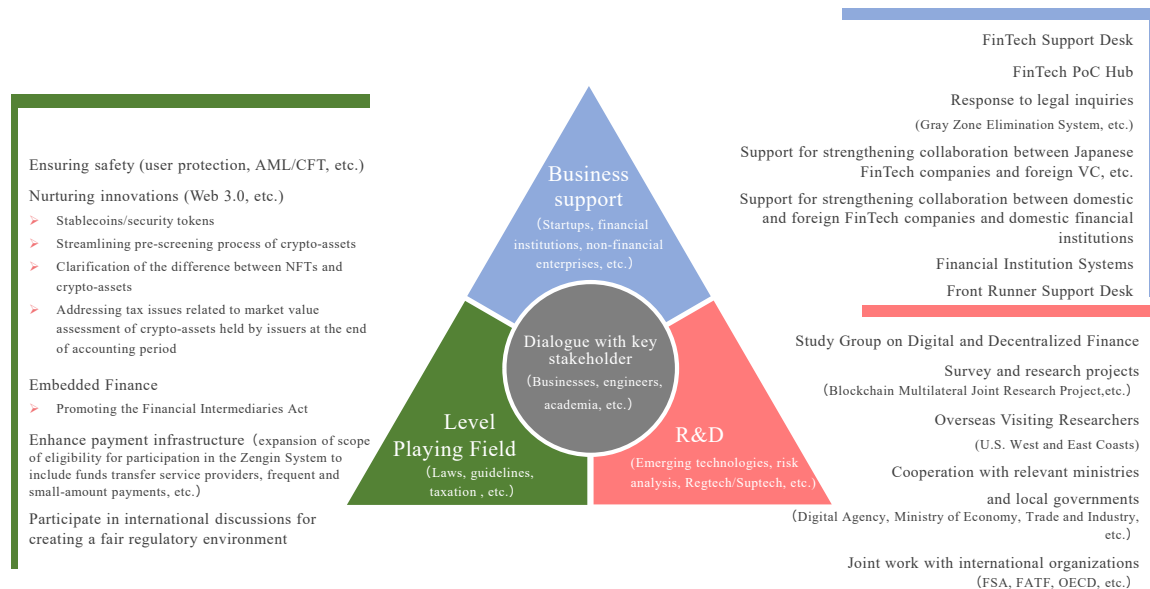 Ensuring safety (user protection, AML/CFT, etc.)
Nurturing innovations (Web 3.0, etc.)
Stablecoins/security tokens
Streamlining pre-screening process of crypto-assets
Clarification of the difference between NFTs and
crypto-assets
Addressing tax issues related to market value
assessment of crypto-assets held by issuers at the end
of accounting period
Embedded Finance
Promoting the Financial Intermediaries Act
Enhance payment infrastructure（expansion of scope
of eligibility for participation in the Zengin System to
include funds transfer service providers, frequent and
small-amount payments, etc.）
Participate in international discussions for
creating a fair regulatory environment
Business
support
（Startups, financial
institutions, non-financial
enterprises, etc.）
Dialogue with key
stakeholder
（Businesses, engineers,
academia, etc.）
Level
Playing Field
（Laws, guidelines,
taxation , etc.）
R&D
(Emerging technologies, risk
analysis, Regtech/Suptech, etc.）
FinTech Support Desk
FinTech PoC Hub
Response to legal inquiries
(Gray Zone Elimination System, etc.)
Support for strengthening collaboration between Japanese
FinTech companies and foreign VC, etc.
Support for strengthening collaboration between domestic
and foreign FinTech companies and domestic financial
institutions
Financial Institution Systems
Front Runner Support Desk
Study Group on Digital and Decentralized Finance
Survey and research projects
（Blockchain Multilateral Joint Research Project,etc.）
Overseas Visiting Researchers
(U.S. West and East Coasts)
Cooperation with relevant ministries
and local governments
（Digital Agency, Ministry of Economy, Trade and Industry,
etc.）
Joint work with international organizations
（FSA, FATF, OECD, etc.）